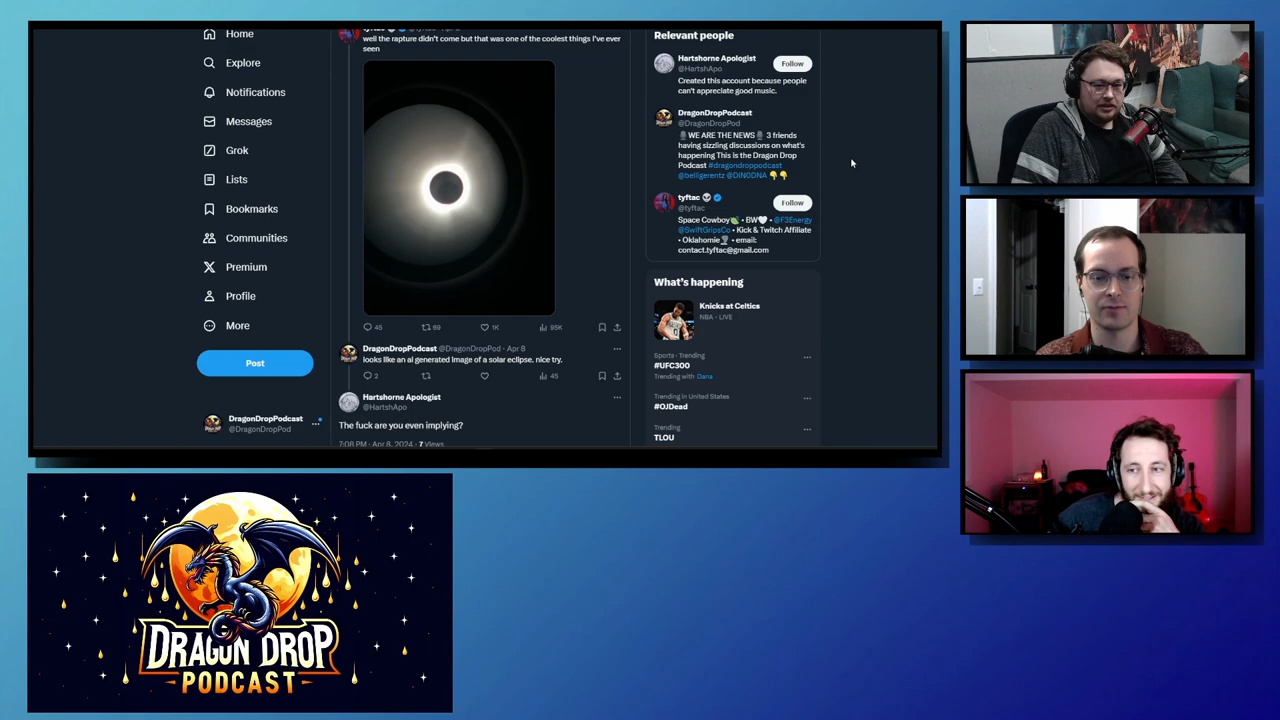 Home
Explore
Notifications
Messages
Grok
Lists
Bookmarks
Communities
Premium
Profile
More
Post
DragonDropPodcast
@DragonDropPod
well the rapture didn't come but that was one of the coolest things I've ever
seen
45
69
1K
95K
DragonDropPodcast @DragonDropPod · Apr 8
looks like an ai generated image of a solar eclipse, nice try.
2
45
Hartshorne Apologist
@HartshApo
The fuck are you even implying?
7:08 PM · Apr 8, 2024 · 7 Views
Relevant people
Hartshorne Apologist
@HartshApo
Follow
Created this account because people
can't appreciate good music.
DragonDropPodcast
@DragonDropPod
WE ARE THE NEWS 3 friends
having sizzling discussions on what's
happening This is the Dragon Drop
Podcast #dragondroppodcast
@belligerentz @DIN0DNA
tyftac
@tyftac
Follow
Space Cowboy • BW • @F3Energy
@SwiftGripsCo • Kick & Twitch Affiliate
• Oklahomie • email:
contact.tyftac@gmail.com
What's happening
Knicks at Celtics
NBA · LIVE
Sports · Trending
#UFC300
Trending with Dana
Trending in United States
#OJDead
Trending
TLOU
DRAGON DROP
PODCAST